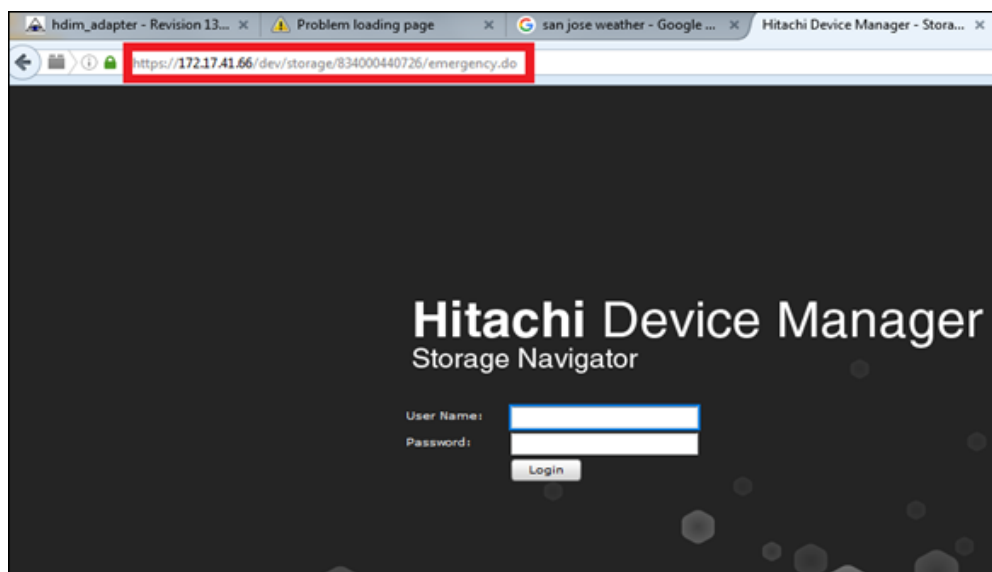 hdim_adapter - Revision 13...
Problem loading page
san jose weather - Google ...
Hitachi Device Manager - Stora...
https://172.17.41.66/dev/storage/834000440726/emergency.do
Hitachi Device Manager
Storage Navigator
User Name:
Password:
Login